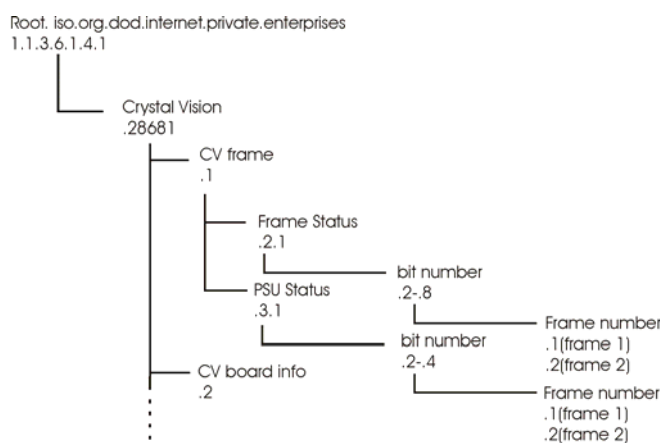 Root. iso.org.dod.internet.private.enterprises
1.1.3.6.1.4.1
Crystal Vision
.28681
CV frame
.1
Frame Status
.2.1
bit number
.2-.8
PSU Status
.3.1
Frame number
.1(frame 1)
.2(frame 2)
bit number
.2-.4
CV board info
.2
Frame number
.1(frame 1)
.2(frame 2)